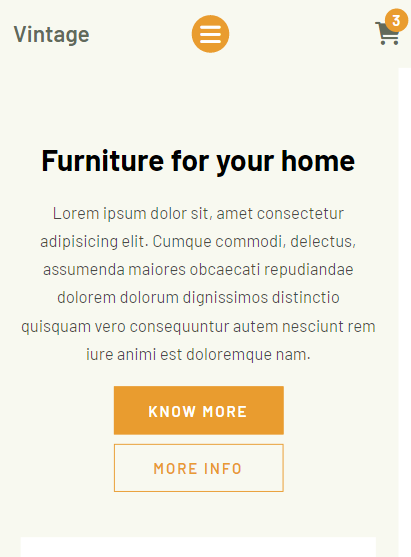 Vintage
3
Furniture for your home
Lorem ipsum dolor sit, amet consectetur
adipisicing elit. Cumque commodi, delectus,
assumenda maiores obcaecati repudiandae
dolorem dolorum dignissimos distinctio
quisquam vero consequuntur autem nesciunt rem
iure animi est doloremque nam.
KNOW MORE
MORE INFO